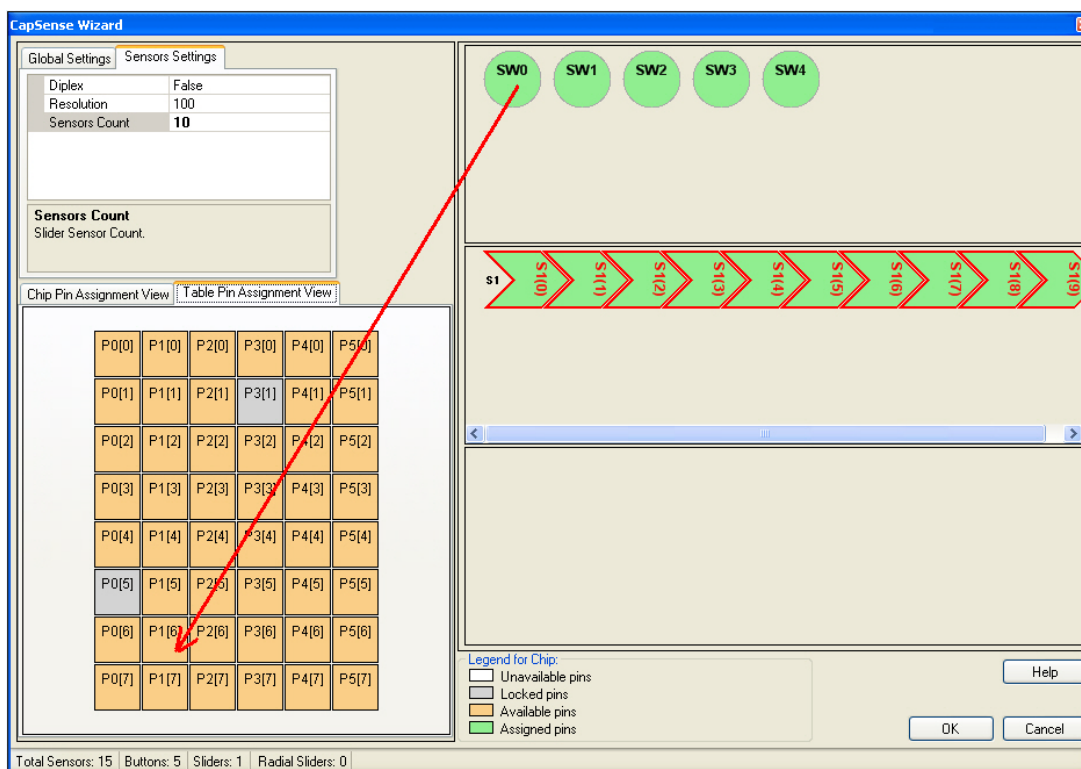 CapSense Wizard
Global Settings Sensors Settings
Diplex False
Resolution 100
Sensors Count 10
Sensors Count
Slider Sensor Count.
Chip Pin Assignment View Table Pin Assignment View
P0[0] P1[0] P2[0] P3[0] P4[0] P5[0]
P0[1] P1[1] P2[1] P3[1] P4[1] P5[1]
P0[2] P1[2] P2[2] P3[2] P4[2] P5[2]
P0[3] P1[3] P2[3] P3[3] P4[3] P5[3]
P0[4] P1[4] P2[4] P3[4] P4[4] P5[4]
P0[5] P1[5] P2[5] P3[5] P4[5] P5[5]
P0[6] P1[6] P2[6] P3[6] P4[6] P5[6]
P0[7] P1[7] P2[7] P3[7] P4[7] P5[7]
SW0 SW1 SW2 SW3 SW4
S1 S1(0) S1(1) S1(2) S1(3) S1(4) S1(5) S1(6) S1(7) S1(8) S1(9)
Legend for Chip:
Unavailable pins
Locked pins
Available pins
Assigned pins
Help
OK Cancel
Total Sensors: 15 Buttons: 5 Sliders: 1 Radial Sliders: 0